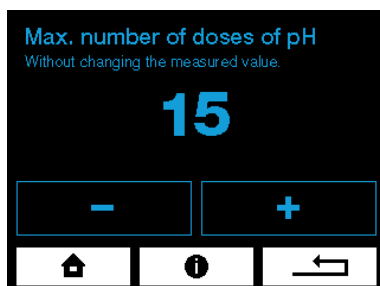 Max. number of doses of pH
Without changing the measured value.
15
- +